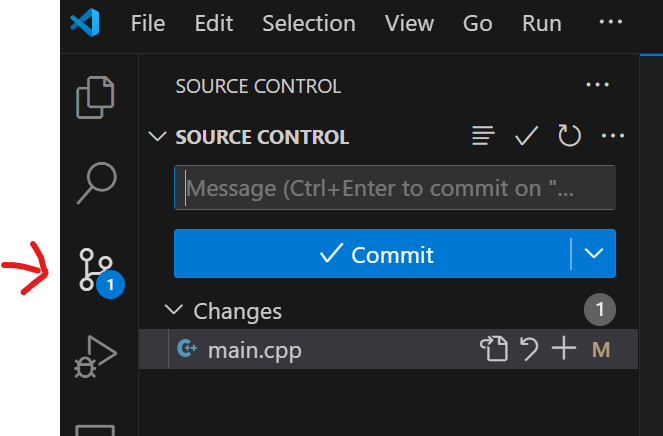 File Edit Selection View Go Run ...
SOURCE CONTROL ...
SOURCE CONTROL ...
Message (Ctrl+Enter to commit on "...
Commit
1
Changes 1
main.cpp M